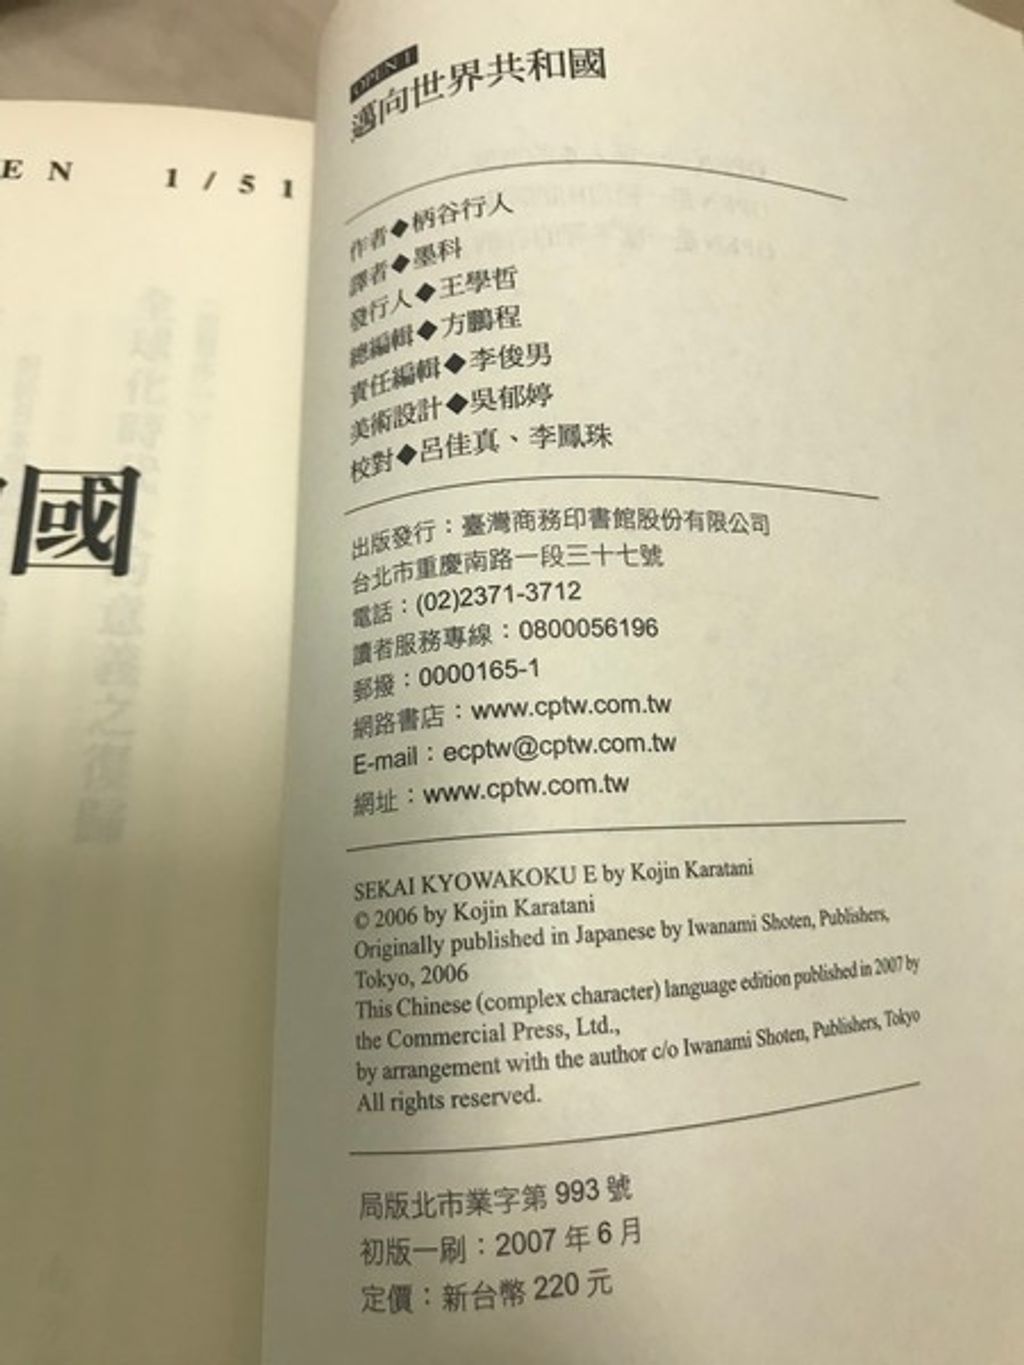 EN 1/51
國
OPEN 1
邁向世界共和國
作者◆柄谷行人
譯者◆墨科
發行人◆王學哲
總編輯◆方鵬程
責任編輯◆李俊男
美術設計◆吳郁婷
校對◆呂佳真、李鳳珠
出版發行：臺灣商務印書館股份有限公司
台北市重慶南路一段三十七號
電話：(02)2371-3712
讀者服務專線：0800056196
郵撥：0000165-1
網路書店：www.cptw.com.tw
E-mail：ecptw@cptw.com.tw
網址：www.cptw.com.tw
SEKAI KYOWAKOKU E by Kojin Karatani
© 2006 by Kojin Karatani
Originally published in Japanese by Iwanami Shoten, Publishers,
Tokyo, 2006
This Chinese (complex character) language edition published in 2007 by
the Commercial Press, Ltd.,
by arrangement with the author c/o Iwanami Shoten, Publishers, Tokyo
All rights reserved.
局版北市業字第 993 號
初版一刷：2007 年 6 月
定價：新台幣 220 元